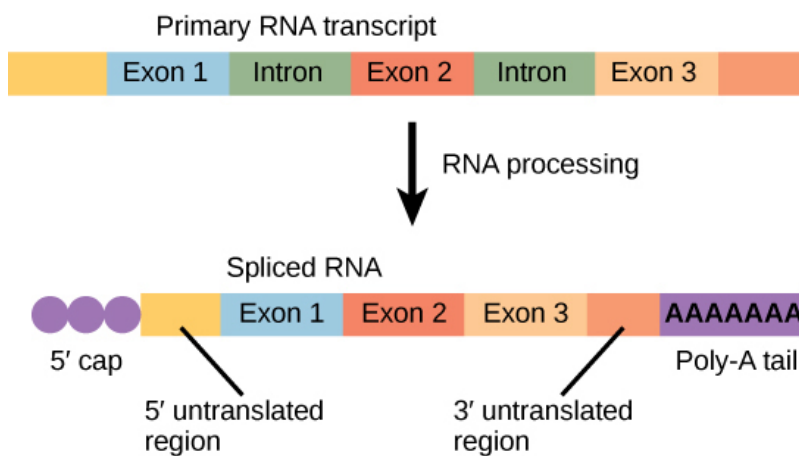 Primary RNA transcript
Exon 1 Intron Exon 2 Intron Exon 3
RNA processing
Spliced RNA
Exon 1 Exon 2 Exon 3 AAAAAAA
5′ cap Poly-A tail
5′ untranslated
region
3′ untranslated
region